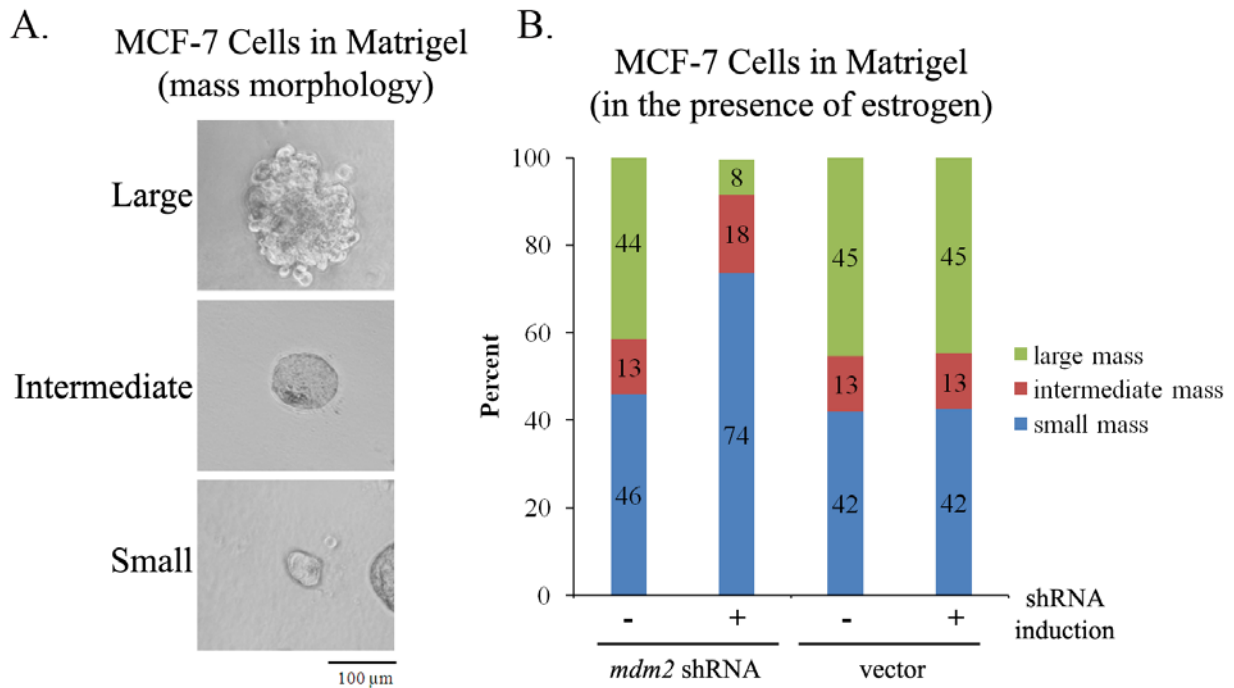 A.
MCF-7 Cells in Matrigel
(mass morphology)
Large
Intermediate
Small
100 µm
B.
MCF-7 Cells in Matrigel
(in the presence of estrogen)
Percent
100
80
60
40
20
0
44
13
46
8
18
74
45
13
42
45
13
42
large mass
intermediate mass
small mass
- + - +
shRNA
induction
mdm2 shRNA
vector